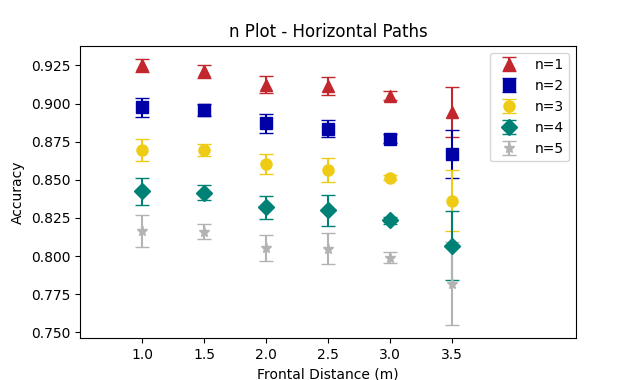 n Plot - Horizontal Paths
0.925
0.900
0.875
0.850
0.825
0.800
0.775
0.750
Accuracy
1.0 1.5 2.0 2.5 3.0 3.5
Frontal Distance (m)
n=1
n=2
n=3
n=4
n=5